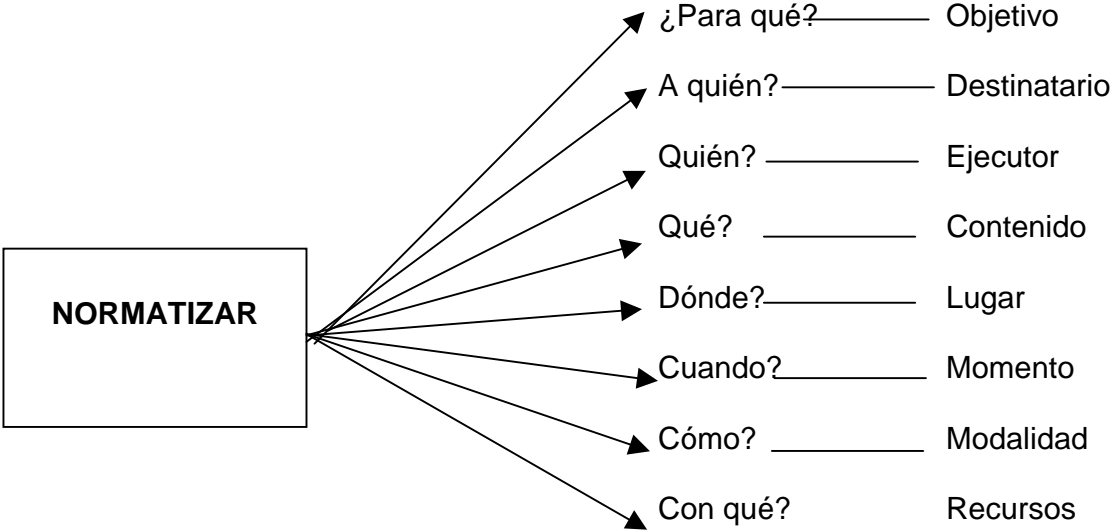 ¿Para qué? Objetivo
A quién? Destinatario
Quién? Ejecutor
Qué? Contenido
NORMATIZAR
Dónde? Lugar
Cuando? Momento
Cómo? Modalidad
Con qué? Recursos